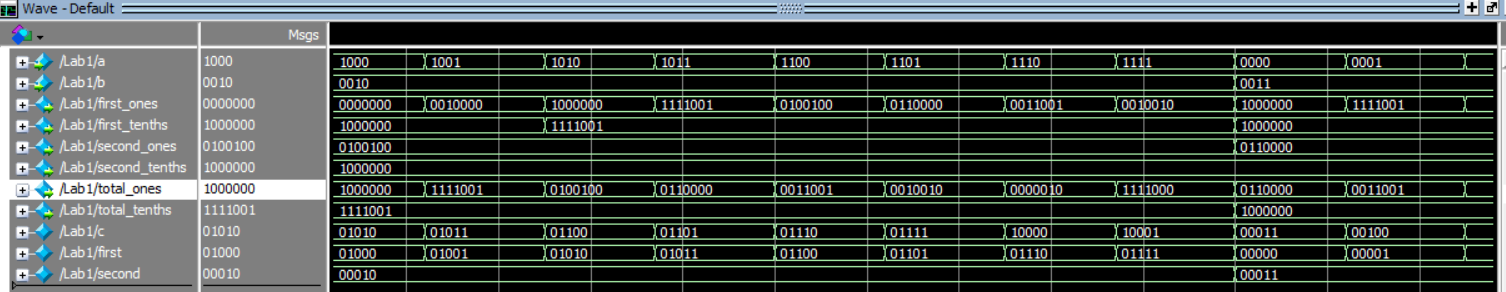 Wave - Default
Msgs
/Lab1/a 1000 1000 1001 1010 1011 1100 1101 1110 1111 0000 0001
/Lab1/b 0010 0010 0011
/Lab1/first_ones 0000000 0000000 0010000 1000000 1111001 0100100 0110000 0011001 0010010 1000000 1111001
/Lab1/first_tenths 1000000 1000000 1111001 1000000
/Lab1/second_ones 0100100 0100100 0110000
/Lab1/second_tenths 1000000 1000000
/Lab1/total_ones 1000000 1000000 1111001 0100100 0110000 0011001 0010010 0000010 1111000 0110000 0011001
/Lab1/total_tenths 1111001 1111001 1000000
/Lab1/c 01010 01010 01011 01100 01101 01110 01111 10000 10001 00011 00100
/Lab1/first 01000 01000 01001 01010 01011 01100 01101 01110 01111 00000 00001
/Lab1/second 00010 00010 00011